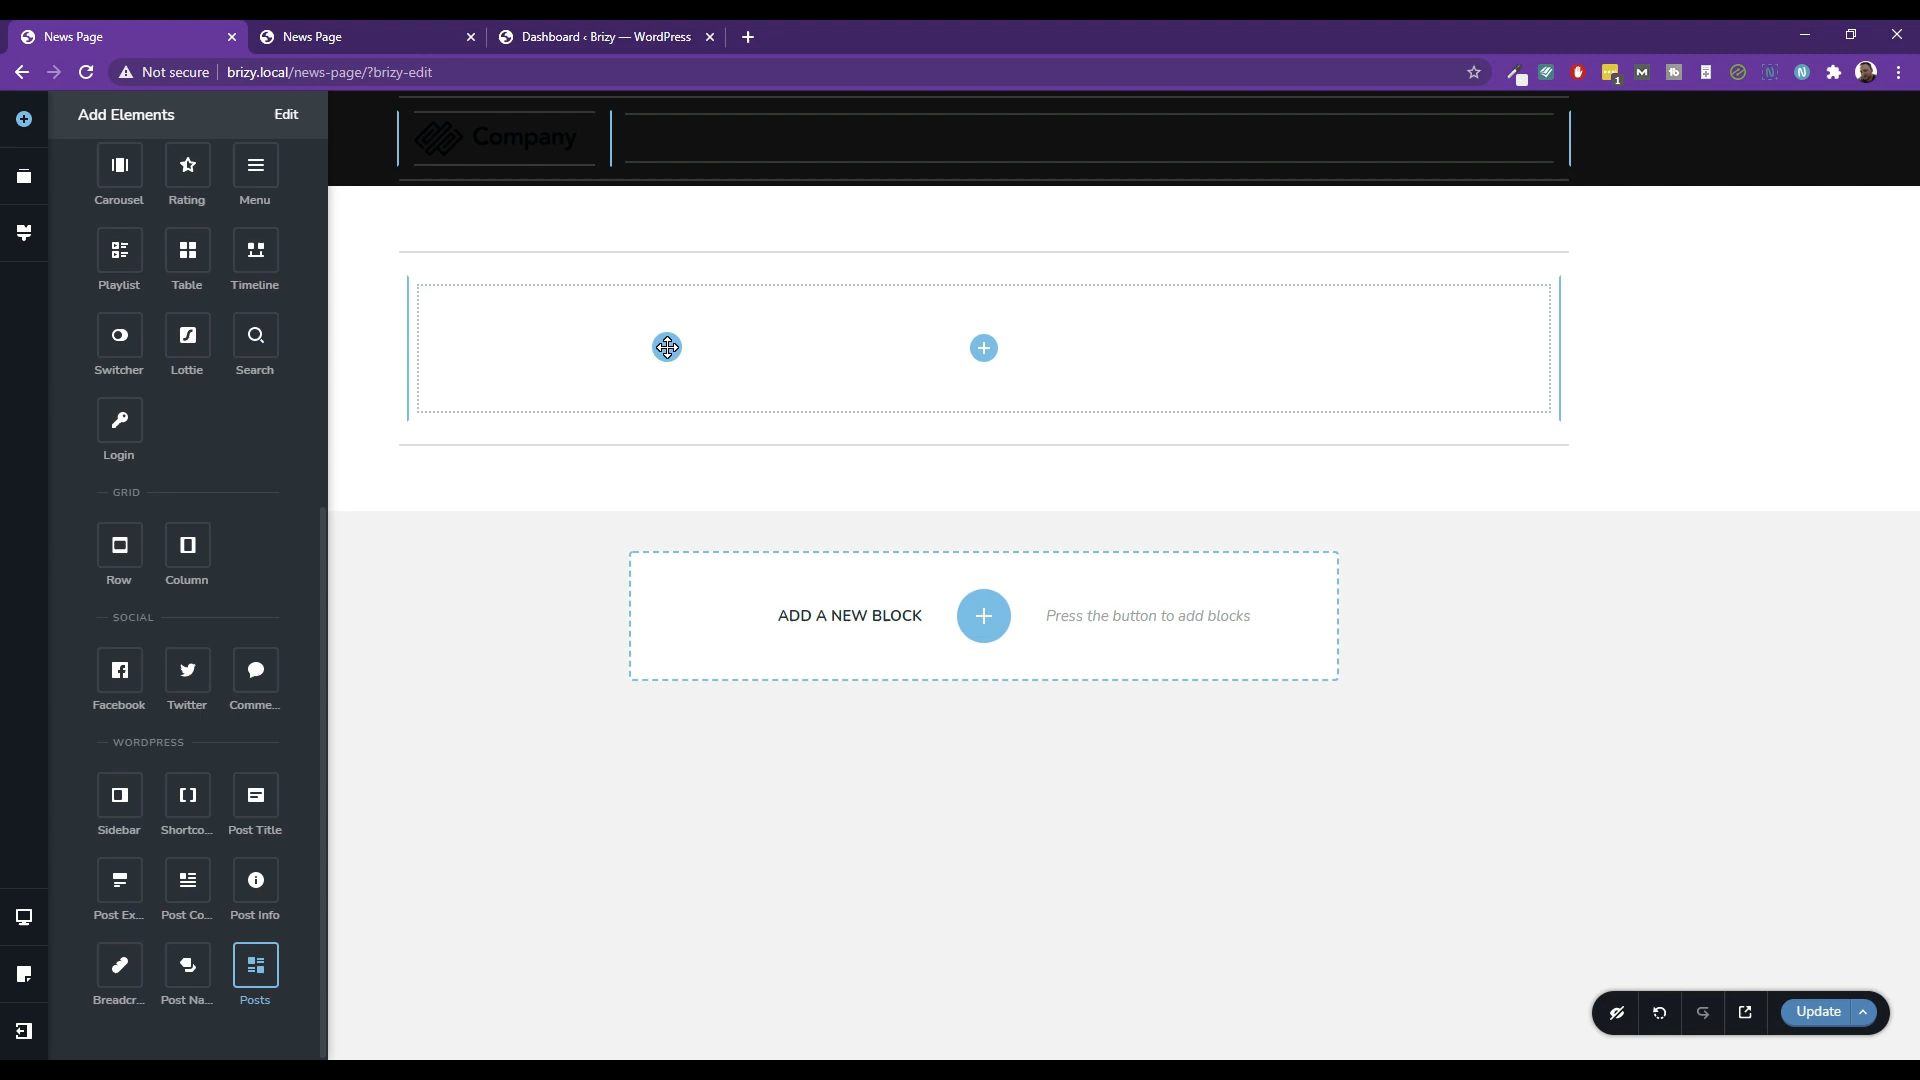 News Page
News Page
Dashboard ‹ Brizy — WordPress
Not secure
brizy.local/news-page/?brizy-edit
1
Add Elements
Edit
Company
Carousel
Rating
Menu
Playlist
Table
Timeline
Switcher
Lottie
Search
Login
GRID
Row
Column
SOCIAL
Facebook
Twitter
Comme...
WORDPRESS
Sidebar
Shortco...
Post Title
Post Ex...
Post Co...
Post Info
Breadcr...
Post Na...
Posts
ADD A NEW BLOCK
Press the button to add blocks
Update